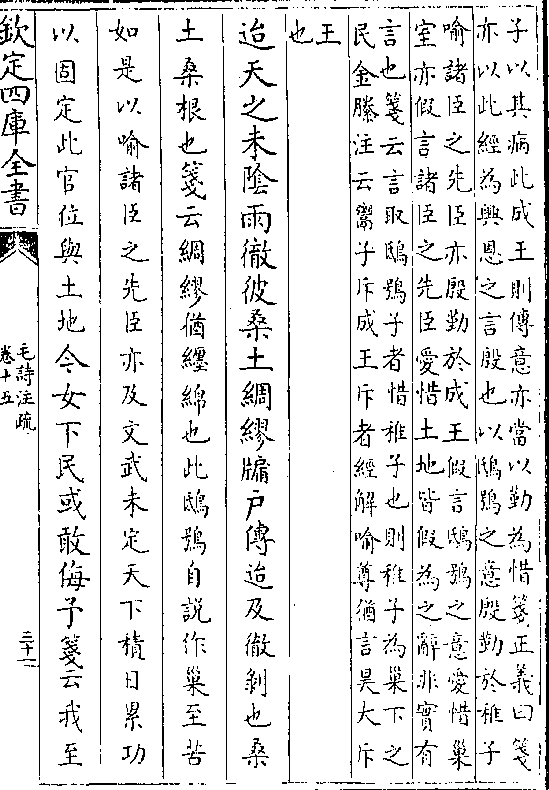 子以其病此成王則傳意亦當以勤為惜箋正義曰箋
亦以此經為興恩之言殷也以鴟鴞之意殷勤於稚子
喻諸臣之先臣亦殷勤於成王假言鴟鴞之意愛惜巢
室亦假言諸臣之先臣愛惜土地皆假為之辭非實有
言也箋云言取鴟鴞子者惜稚子也則稚子為巢下之
民金縢注云鬻子斥成王斥者經解喻尊猶言昊大斥
王也
迨天之未陰雨徹彼桑土綢繆牖戶傳迨及徹剝也桑
土桑根也箋云綢繆猶纏綿也此鴟鴞自說作巢至苦
如是以喻諸臣之先臣亦及文武未定天下積日累功
以固定此官位與土地今女下民或敢侮予箋云我至
欽定四庫全書
毛詩注疏
卷十五
三十一